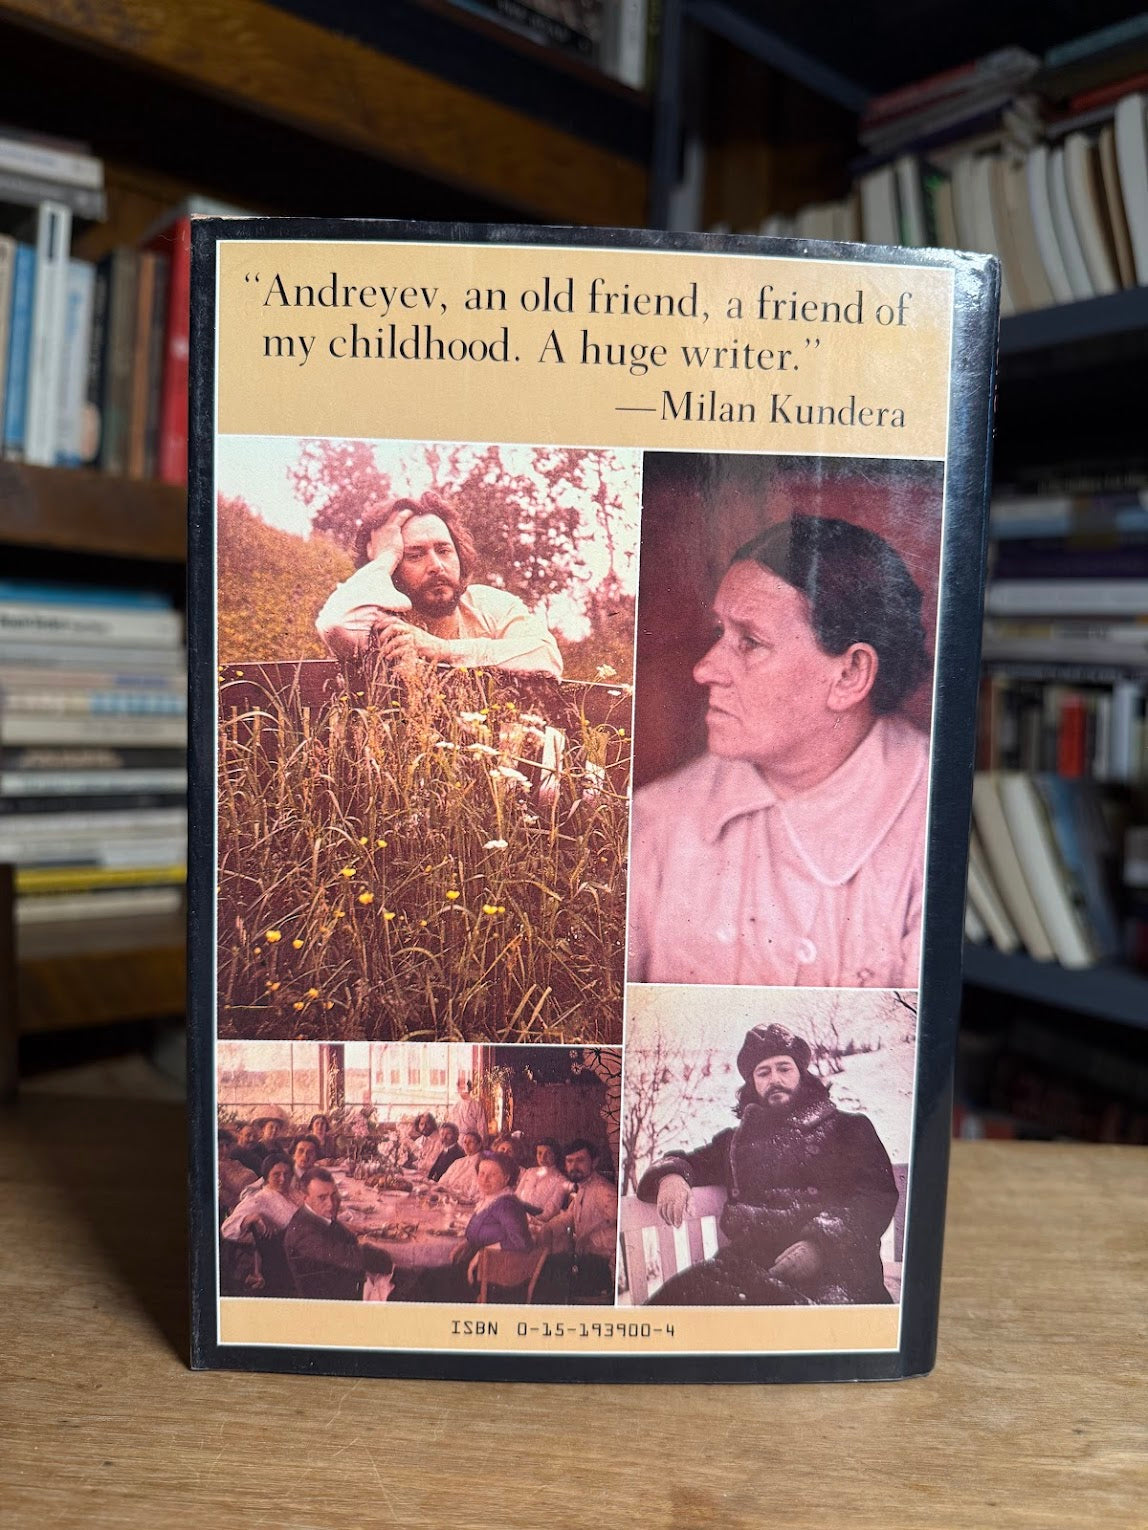 “Andreyev, an old friend, a friend of
my childhood. A huge writer.”
—Milan Kundera
ISBN 0-15-193900-4